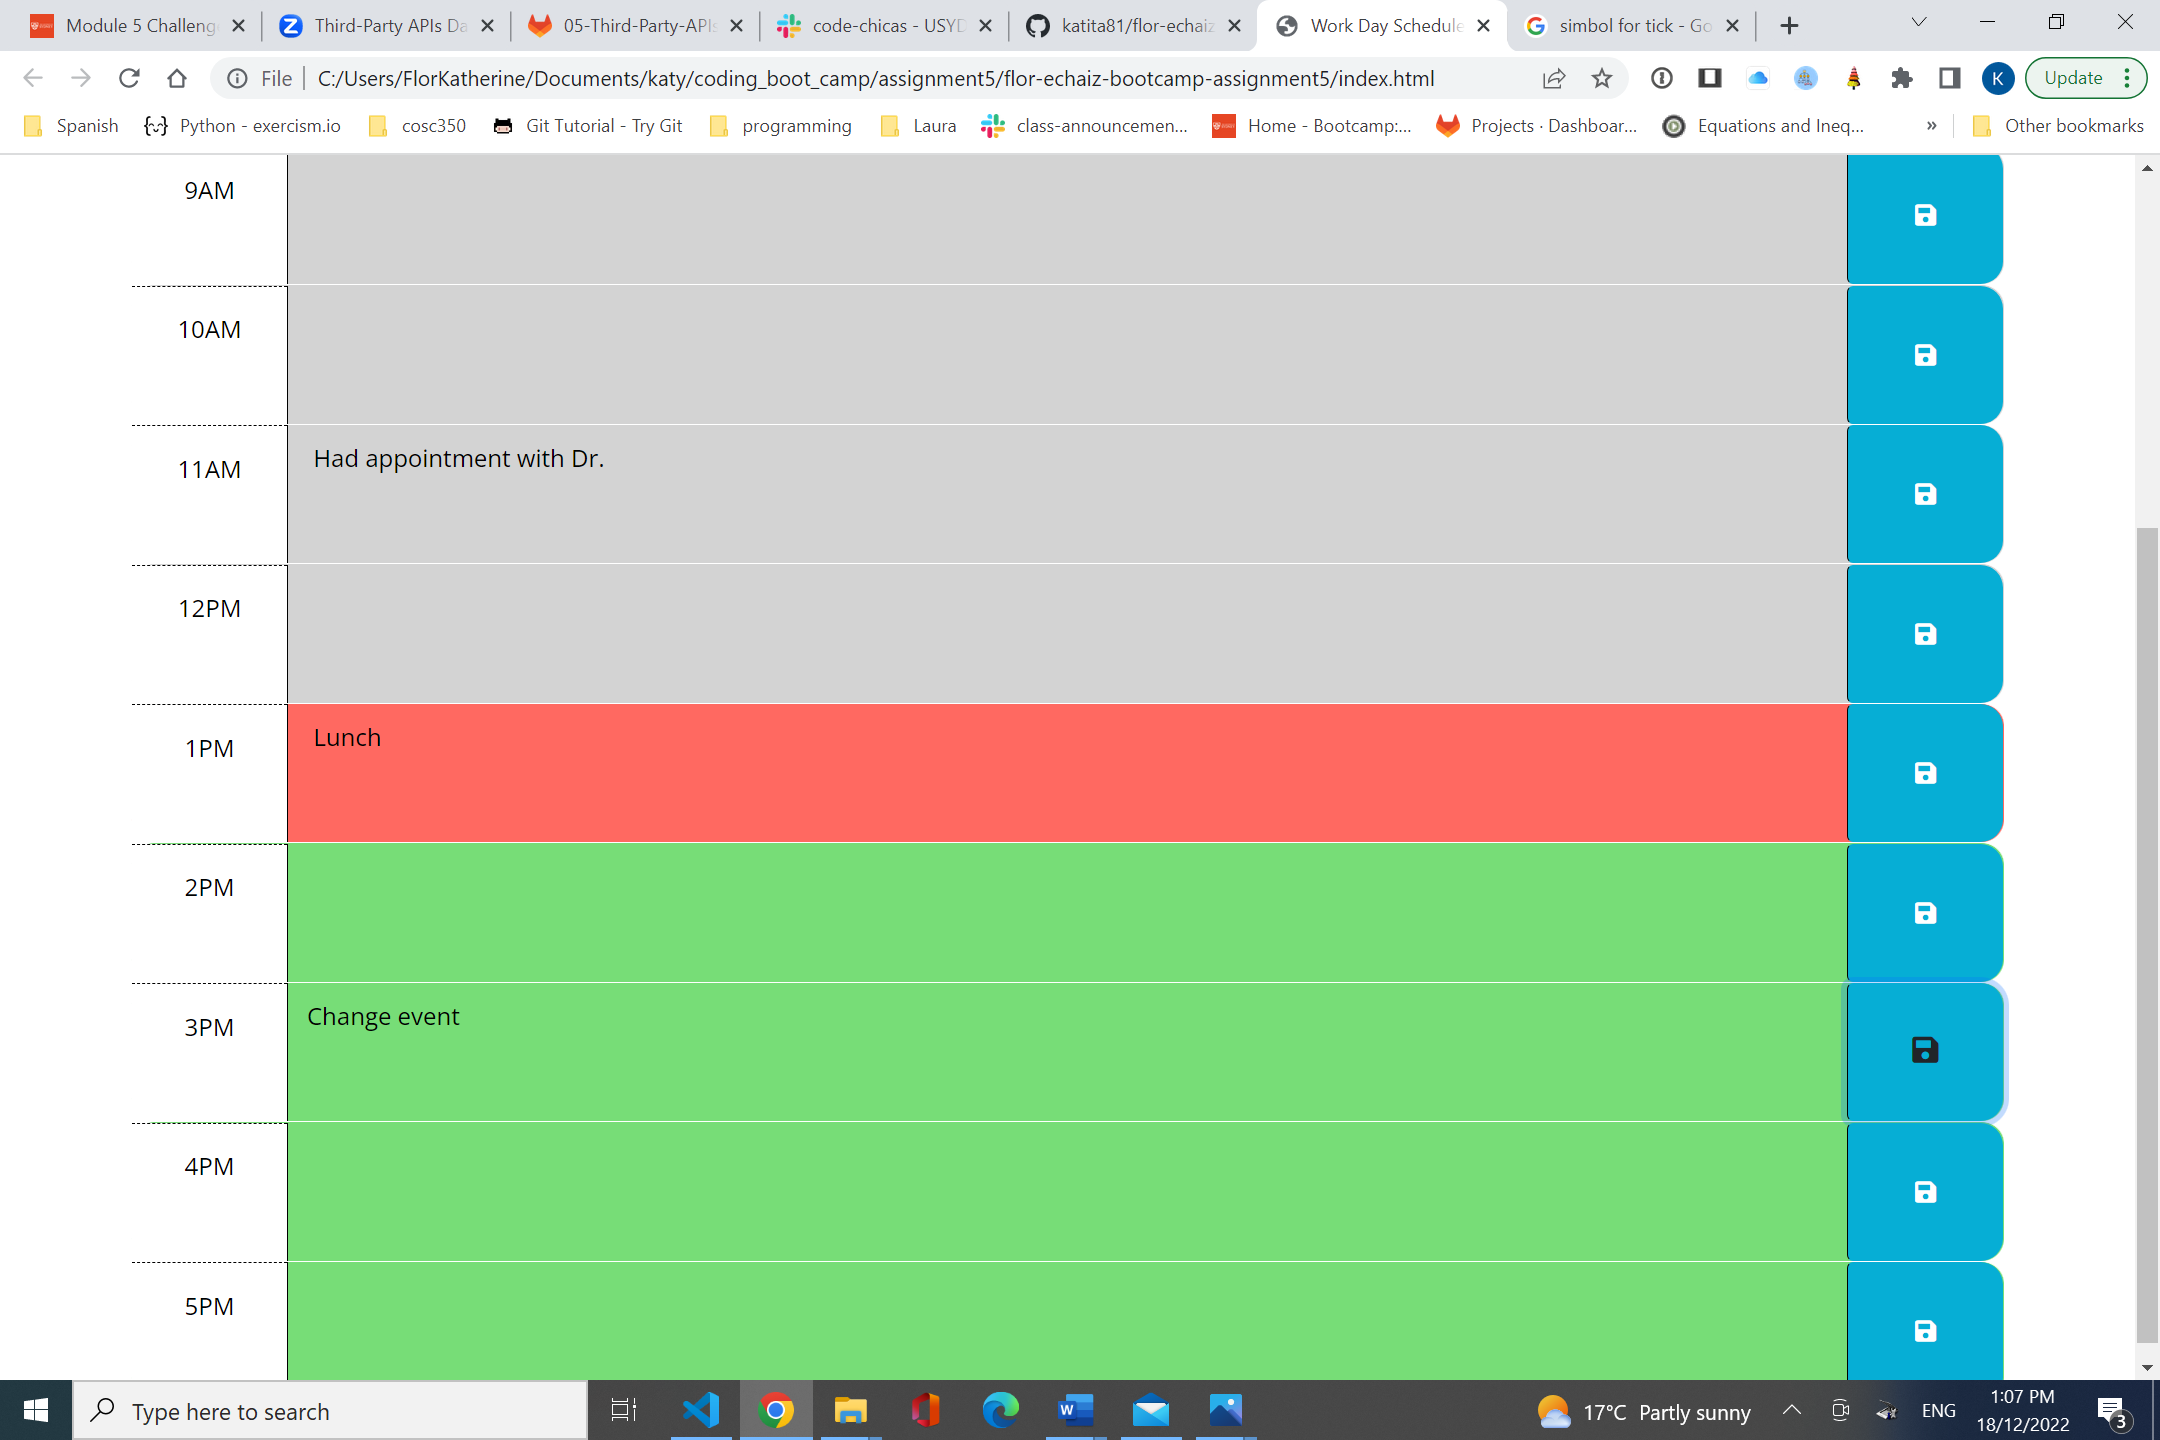 Module 5 Challeng
Third-Party APIs Da
05-Third-Party-APIs
code-chicas - USYD
katita81/flor-echaiz
Work Day Schedule
simbol for tick - Go
File
C:/Users/FlorKatherine/Documents/katy/coding_boot_camp/assignment5/flor-echaiz-bootcamp-assignment5/index.html
K
Update
Spanish
Python - exercism.io
cosc350
Git Tutorial - Try Git
programming
Laura
class-announcemen...
Home - Bootcamp:...
Projects · Dashboar...
Equations and Ineq...
»
Other bookmarks
9AM
10AM
11AM
Had appointment with Dr.
12PM
1PM
Lunch
2PM
3PM
Change event
4PM
5PM
Type here to search
17°C Partly sunny
ENG
1:07 PM
18/12/2022
3